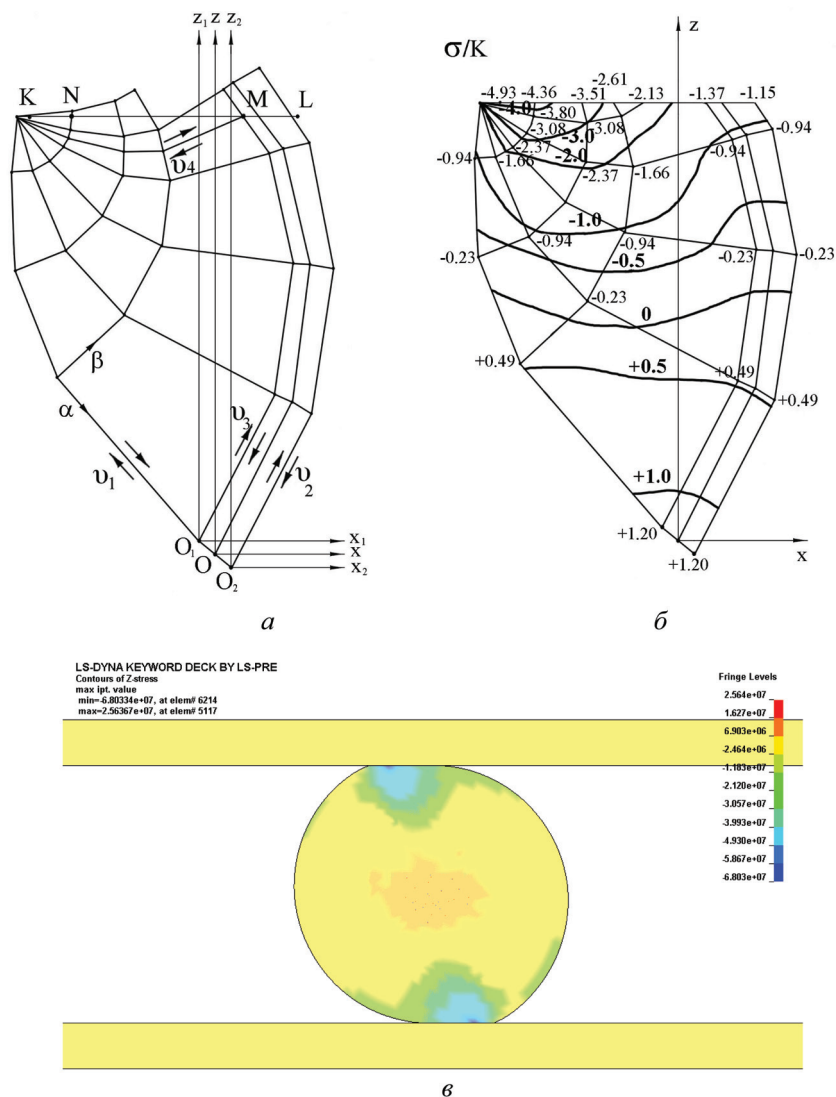 z₁ z z₂
K N M L
υ₄
β
α
υ₁ υ₃ υ₂
O₁ x₁
O x
O₂ x₂
а
σ/K
z
-2.61
-4.93 -4.36 -3.51 -2.13 -1.37 -1.15
-4.0 -3.80
-3.08 -3.0 -3.08
-0.94 -1.66 -2.37 -2.0 -0.94 -0.94
-2.37 -1.66
-1.0
-0.94 -0.94
-0.23 -0.5 -0.23 -0.23
-0.23
0
+0.49 +0.5 +0.49
+0.49
+1.0
+1.20 x
+1.20
б
LS-DYNA KEYWORD DECK BY LS-PRE
Contours of Z-stress
max ipt. value
min=-6.80334e+07, at elem# 6214
max=2.56367e+07, at elem# 5117
Fringe Levels
2.564e+07
1.627e+07
6.903e+06
-2.464e+06
-1.183e+07
-2.120e+07
-3.057e+07
-3.993e+07
-4.930e+07
-5.867e+07
-6.803e+07
в